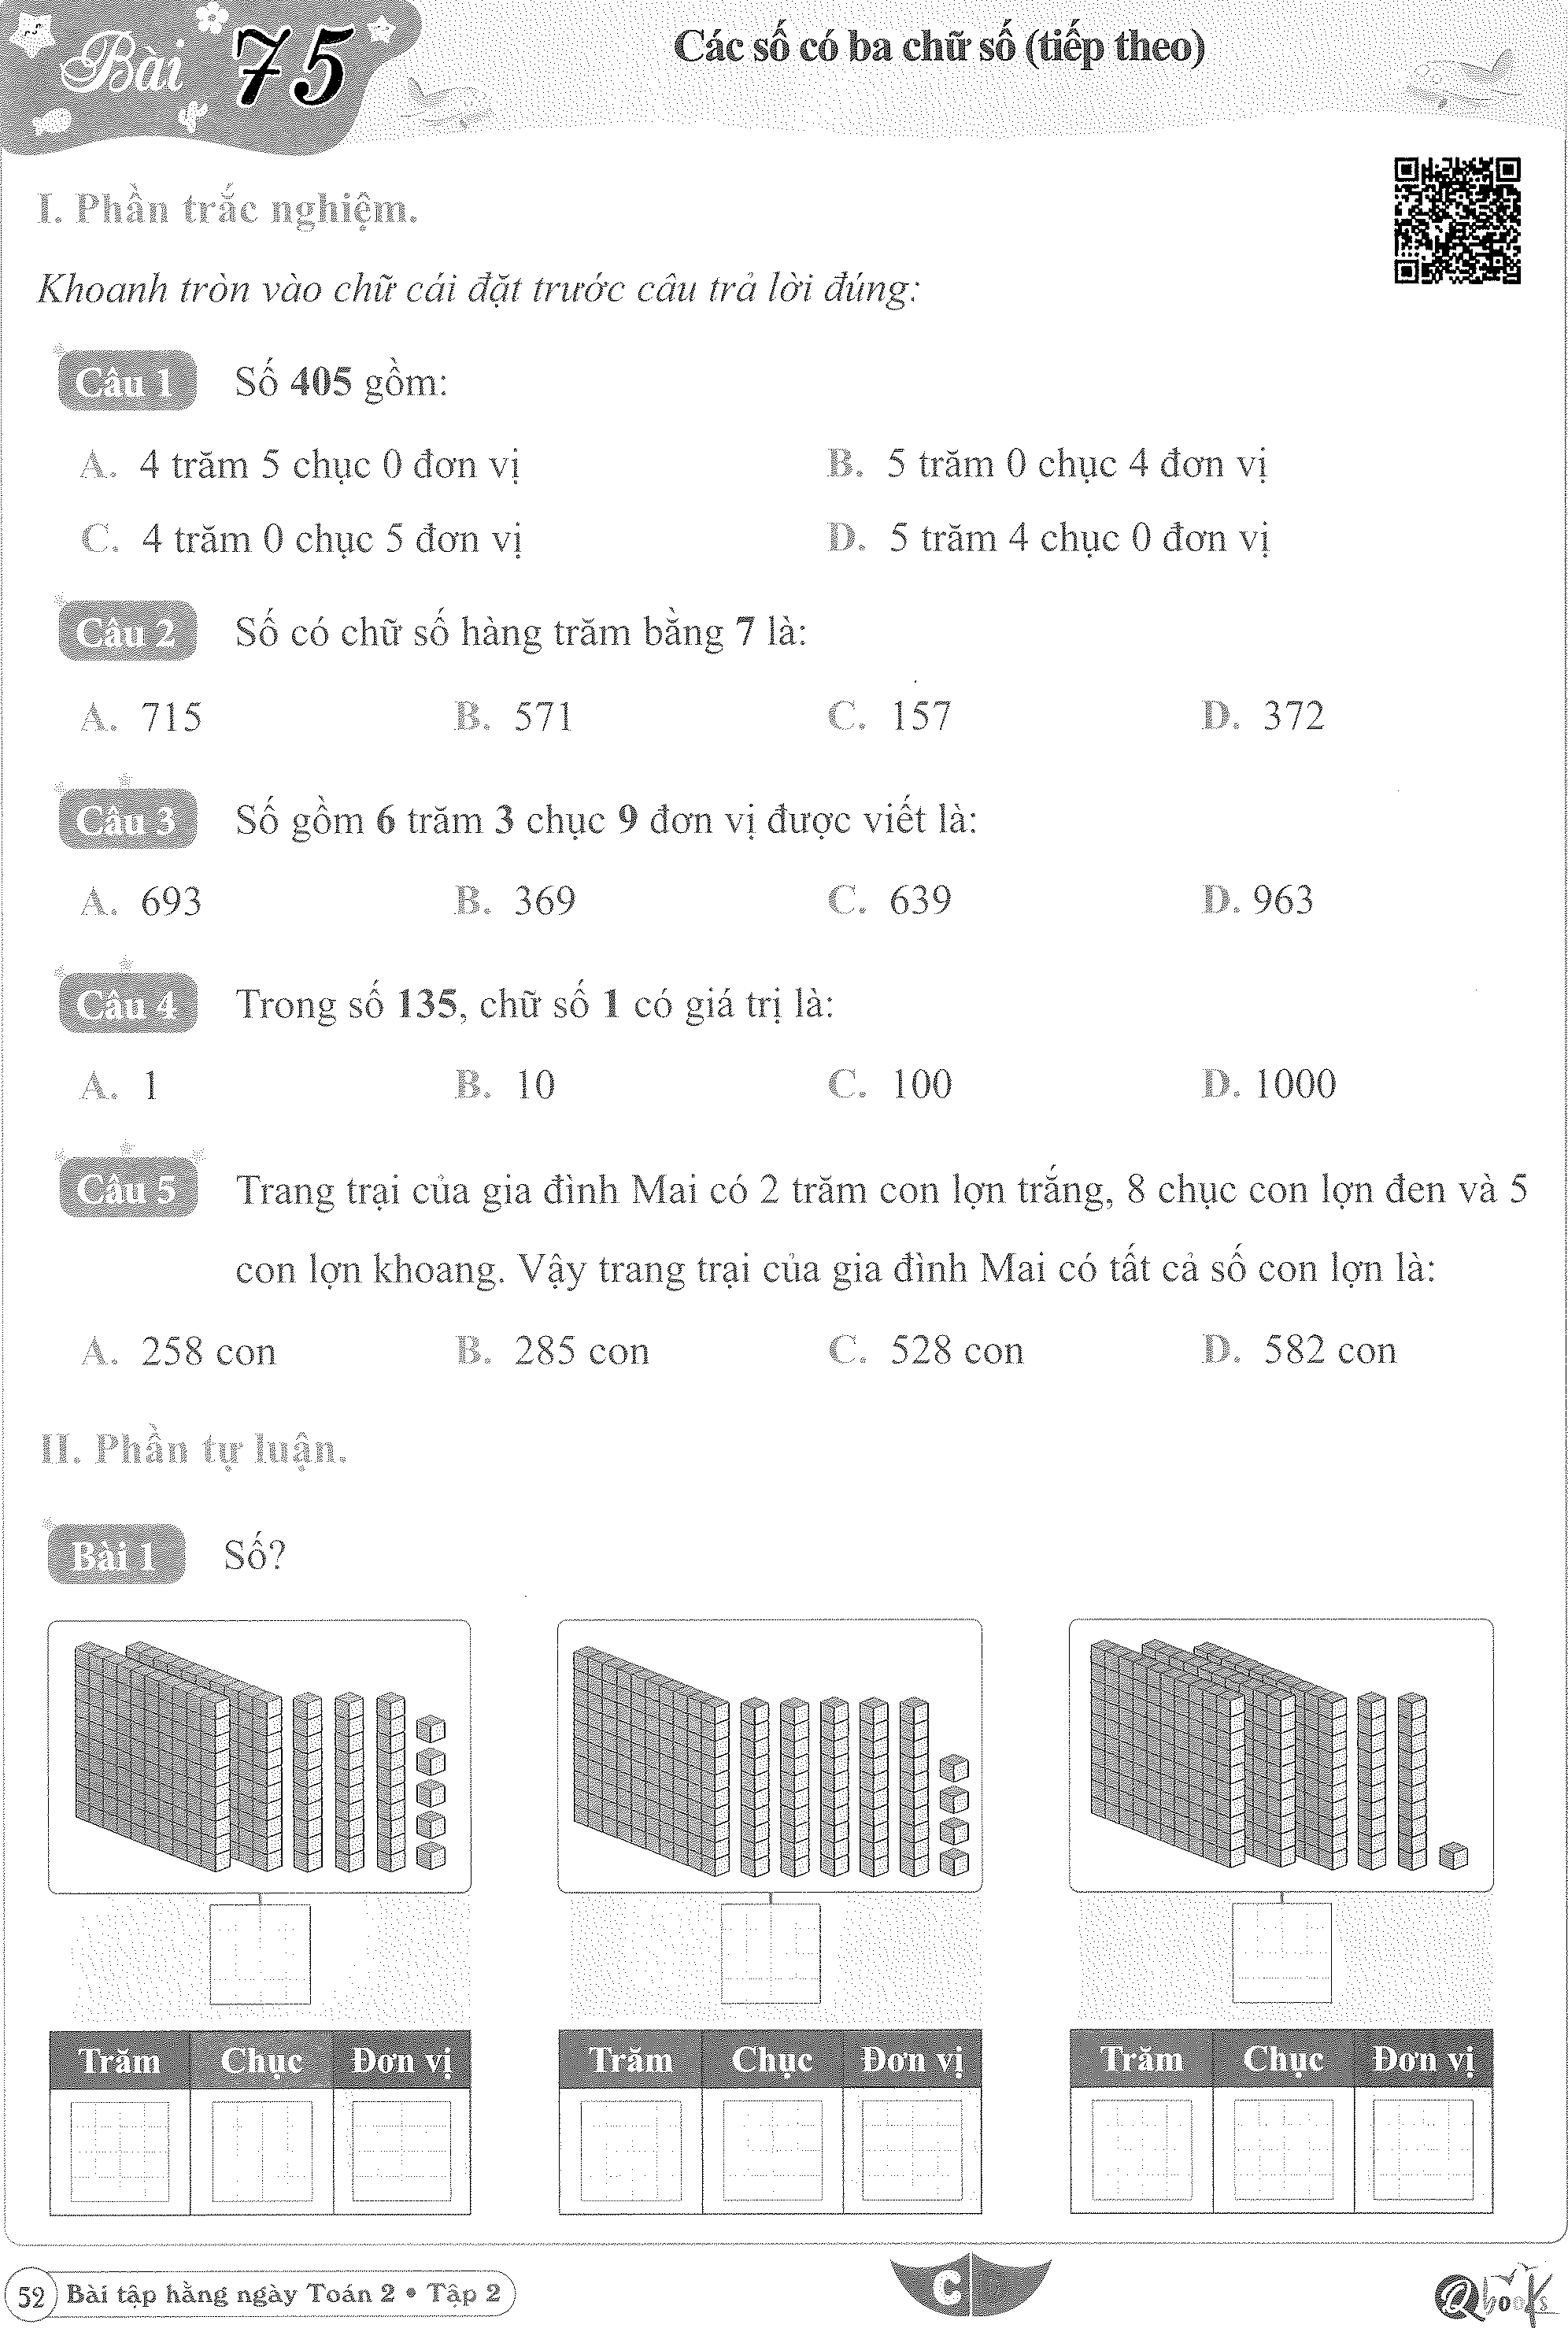 Bài 75
Các số có ba chữ số (tiếp theo)
I. Phần trắc nghiệm.
Khoanh tròn vào chữ cái đặt trước câu trả lời đúng:
Câu 1 Số 405 gồm:
A. 4 trăm 5 chục 0 đơn vị B. 5 trăm 0 chục 4 đơn vị
C. 4 trăm 0 chục 5 đơn vị D. 5 trăm 4 chục 0 đơn vị
Câu 2 Số có chữ số hàng trăm bằng 7 là:
A. 715 B. 571 C. 157 D. 372
Câu 3 Số gồm 6 trăm 3 chục 9 đơn vị được viết là:
A. 693 B. 369 C. 639 D. 963
Câu 4 Trong số 135, chữ số 1 có giá trị là:
A. 1 B. 10 C. 100 D. 1000
Câu 5 Trang trại của gia đình Mai có 2 trăm con lợn trắng, 8 chục con lợn đen và 5
con lợn khoang. Vậy trang trại của gia đình Mai có tất cả số con lợn là:
A. 258 con B. 285 con C. 528 con D. 582 con
II. Phần tự luận.
Bài 1 Số?
Trăm Chục Đơn vị Trăm Chục Đơn vị Trăm Chục Đơn vị
52 Bài tập hằng ngày Toán 2 • Tập 2
C
Qbooks